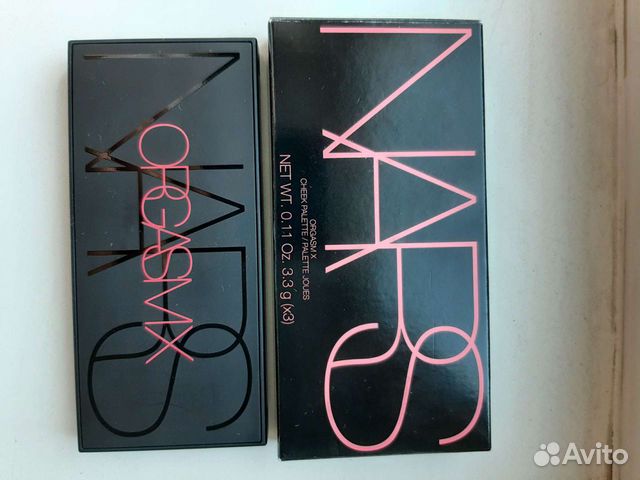 NARS
ORGASM X
NARS
ORGASM X
CHEEK PALETTE / PALETTE JOUES
NET WT. 0.11 Oz. 3.3 g (x3)
Avito